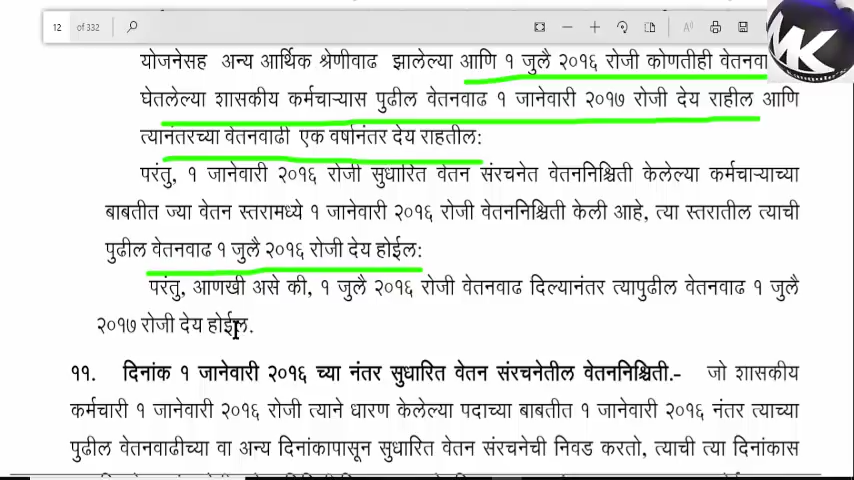 12 of 332
MK
योजनेसह अन्य आर्थिक श्रेणीवाढ झालेल्या आणि १ जुलै २०१६ रोजी कोणतीही वेतनवा
घेतलेल्या शासकीय कर्मचाऱ्यास पुढील वेतनवाढ १ जानेवारी २०१७ रोजी देय राहील आणि
त्यानंतरच्या वेतनवाढी एक वर्षानंतर देय राहतील:
परंतु, १ जानेवारी २०१६ रोजी सुधारित वेतन संरचनेत वेतननिश्चिती केलेल्या कर्मचाऱ्याच्या
बाबतीत ज्या वेतन स्तरामध्ये १ जानेवारी २०१६ रोजी वेतननिश्चिती केली आहे, त्या स्तरातील त्याची
पुढील वेतनवाढ १ जुलै २०१६ रोजी देय होईल:
परंतु, आणखी असे की, १ जुलै २०१६ रोजी वेतनवाढ दिल्यानंतर त्यापुढील वेतनवाढ १ जुलै
२०१७ रोजी देय होईल.
११. दिनांक १ जानेवारी २०१६ च्या नंतर सुधारित वेतन संरचनेतील वेतननिश्चिती.- जो शासकीय
कर्मचारी १ जानेवारी २०१६ रोजी त्याने धारण केलेल्या पदाच्या बाबतीत १ जानेवारी २०१६ नंतर त्याच्या
पुढील वेतनवाढीच्या वा अन्य दिनांकापासून सुधारित वेतन संरचनेची निवड करतो, त्याची त्या दिनांकास